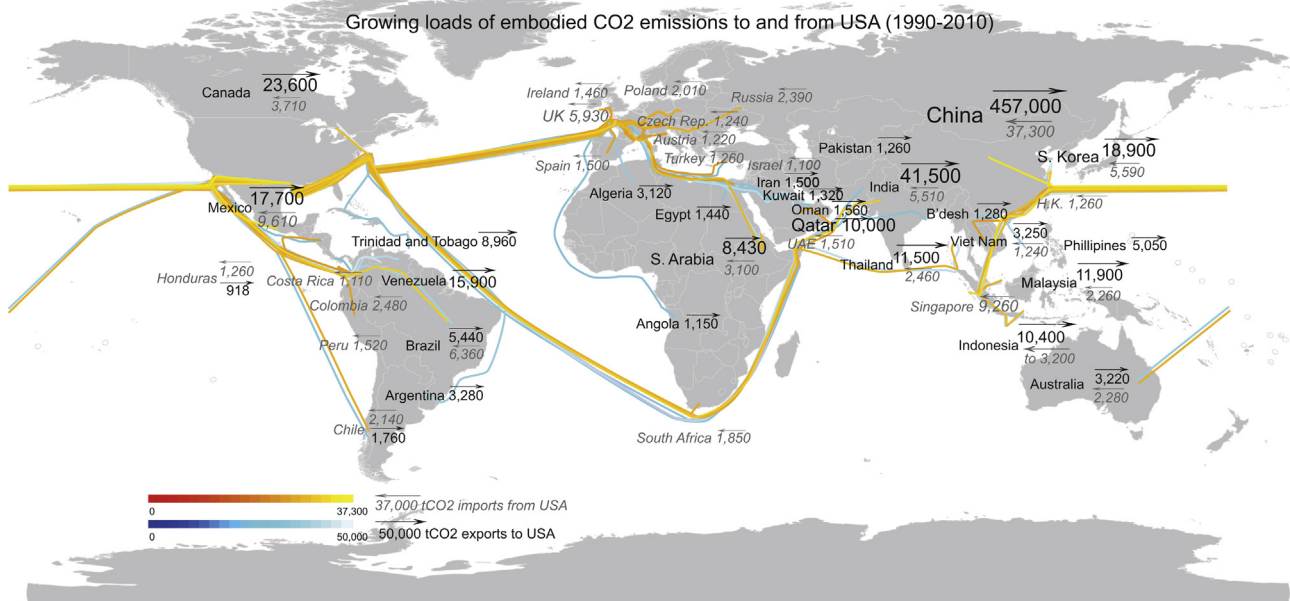 Growing loads of embodied CO2 emissions to and from USA (1990-2010)
Canada
23,600
3,710
Ireland 1,460
Poland 2,010
Russia 2,390
UK 5,930
Czech Rep. 1,240
Austria 1,220
Spain 1,500
Turkey 1,260
Israel 1,100
China
457,000
37,300
Pakistan 1,260
S. Korea
18,900
5,590
41,500
India
5,510
Algeria 3,120
Iran 1,500
Kuwait 1,320
Oman 1,560
Egypt 1,440
Qatar 10,000
UAE 1,510
H.K. 1,260
B'desh 1,280
Mexico
17,700
9,610
Trinidad and Tobago 8,960
8,430
S. Arabia
3,100
Viet Nam
3,250
1,240
Phillipines 5,050
Thailand
11,500
2,460
Honduras
1,260
918
Costa Rica 1,110
Venezuela 15,900
Colombia 2,480
Malaysia
11,900
2,260
Singapore 9,260
Angola 1,150
Peru 1,520
Brazil
5,440
6,360
Indonesia
10,400
to 3,200
Argentina 3,280
Australia
3,220
2,280
Chile
2,140
1,760
South Africa 1,850
0
37,300
37,000 tCO2 imports from USA
0
50,000
50,000 tCO2 exports to USA